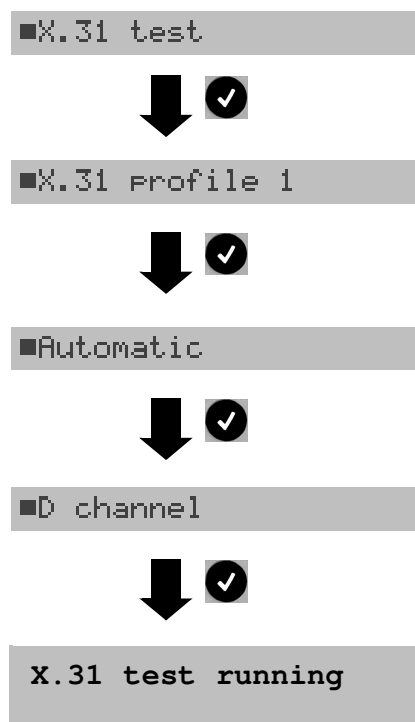 ■X.31 test
■X.31 profile 1
■Automatic
■D channel
X.31 test running